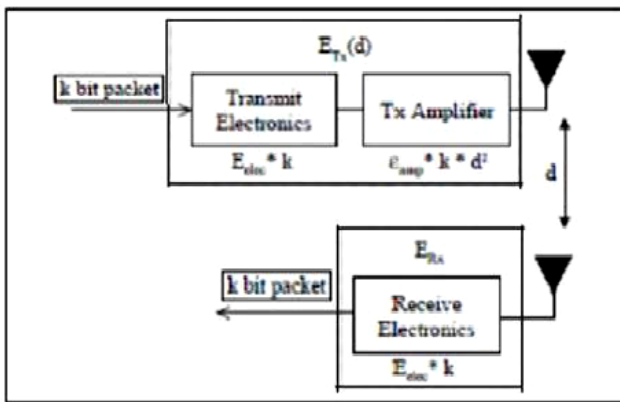 E_Tx(d)
k bit packet
Transmit
Electronics
Tx Amplifier
E_elec * k
ε_amp * k * d²
d
E_Rx
k bit packet
Receive
Electronics
E_elec * k